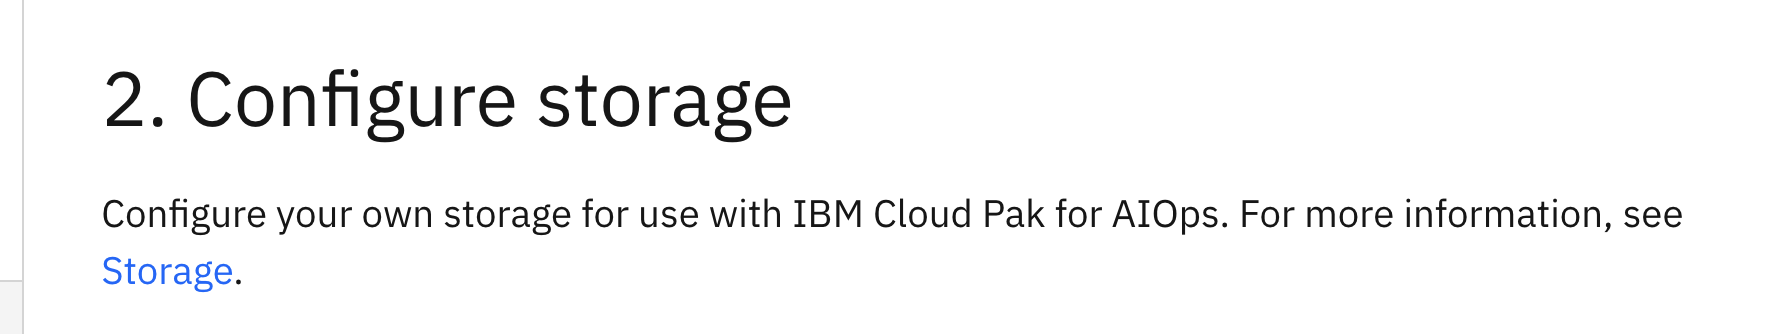 2. Configure storage
Configure your own storage for use with IBM Cloud Pak for AIOps. For more information, see
Storage.